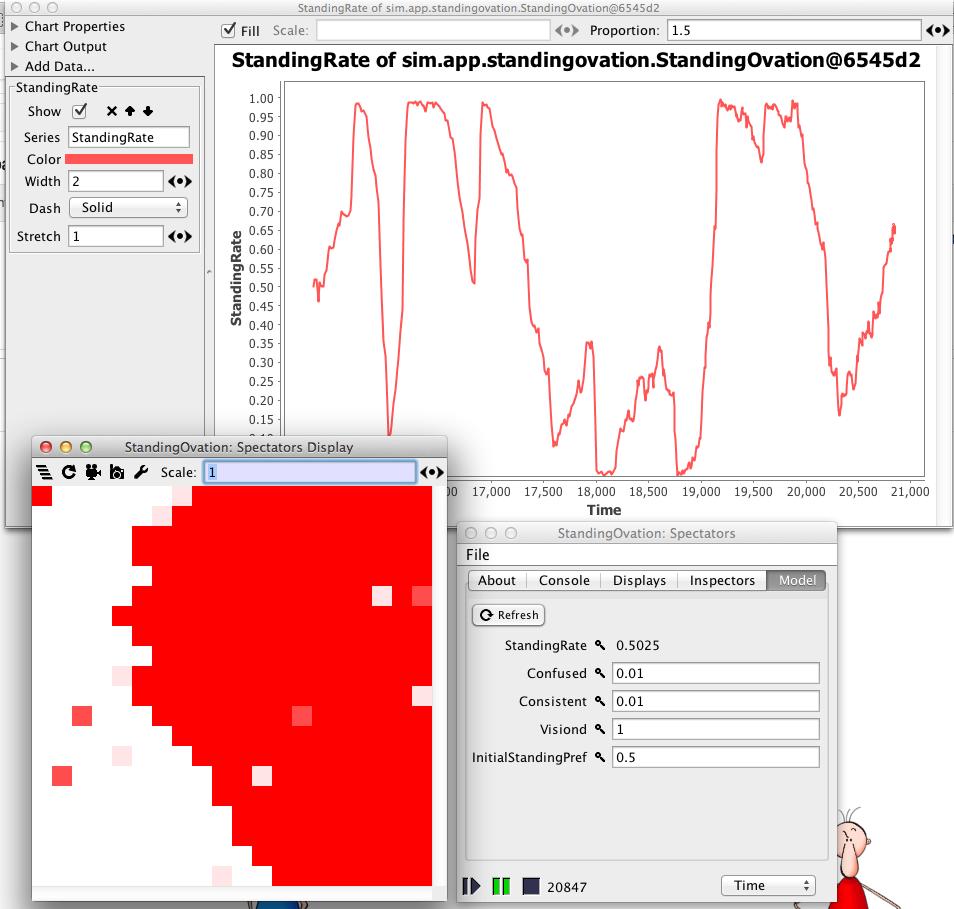 StandingRate of sim.app.standingovation.StandingOvation@6545d2
Chart Properties
Chart Output
Add Data...
StandingRate
Show
Series StandingRate
Color
Width 2
Dash Solid
Stretch 1
Fill Scale: Proportion: 1.5
StandingRate of sim.app.standingovation.StandingOvation@6545d2
1.00
0.95
0.90
0.85
0.80
0.75
0.70
0.65
0.60
0.55
0.50
0.45
0.40
0.35
0.30
0.25
0.20
0.15
StandingRate
17,000 17,500 18,000 18,500 19,000 19,500 20,000 20,500 21,000
Time
StandingOvation: Spectators Display
Scale: 1
StandingOvation: Spectators
File
About Console Displays Inspectors Model
Refresh
StandingRate 0.5025
Confused 0.01
Consistent 0.01
Visiond 1
InitialStandingPref 0.5
20847 Time